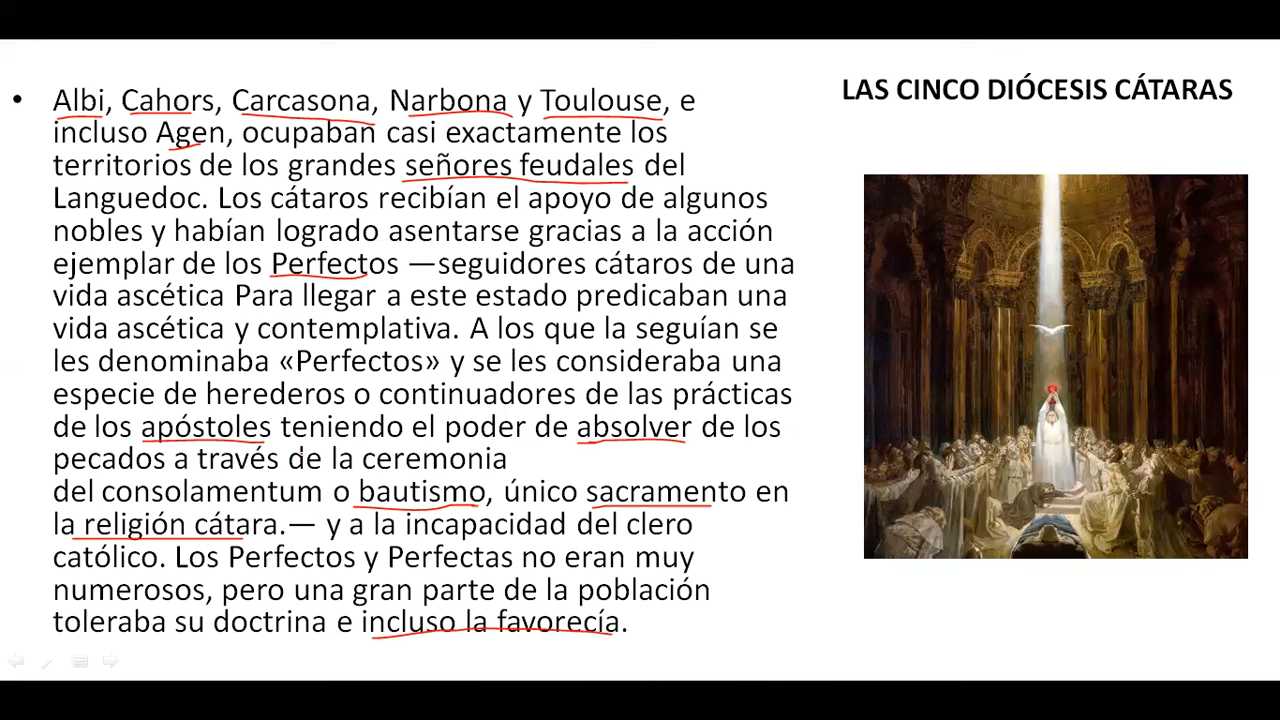 LAS CINCO DIÓCESIS CÁTARAS
• Albi, Cahors, Carcasona, Narbona y Toulouse, e
incluso Agen, ocupaban casi exactamente los
territorios de los grandes señores feudales del
Languedoc. Los cátaros recibían el apoyo de algunos
nobles y habían logrado asentarse gracias a la acción
ejemplar de los Perfectos —seguidores cátaros de una
vida ascética Para llegar a este estado predicaban una
vida ascética y contemplativa. A los que la seguían se
les denominaba «Perfectos» y se les consideraba una
especie de herederos o continuadores de las prácticas
de los apóstoles teniendo el poder de absolver de los
pecados a través de la ceremonia
del consolamentum o bautismo, único sacramento en
la religión cátara.— y a la incapacidad del clero
católico. Los Perfectos y Perfectas no eran muy
numerosos, pero una gran parte de la población
toleraba su doctrina e incluso la favorecía.